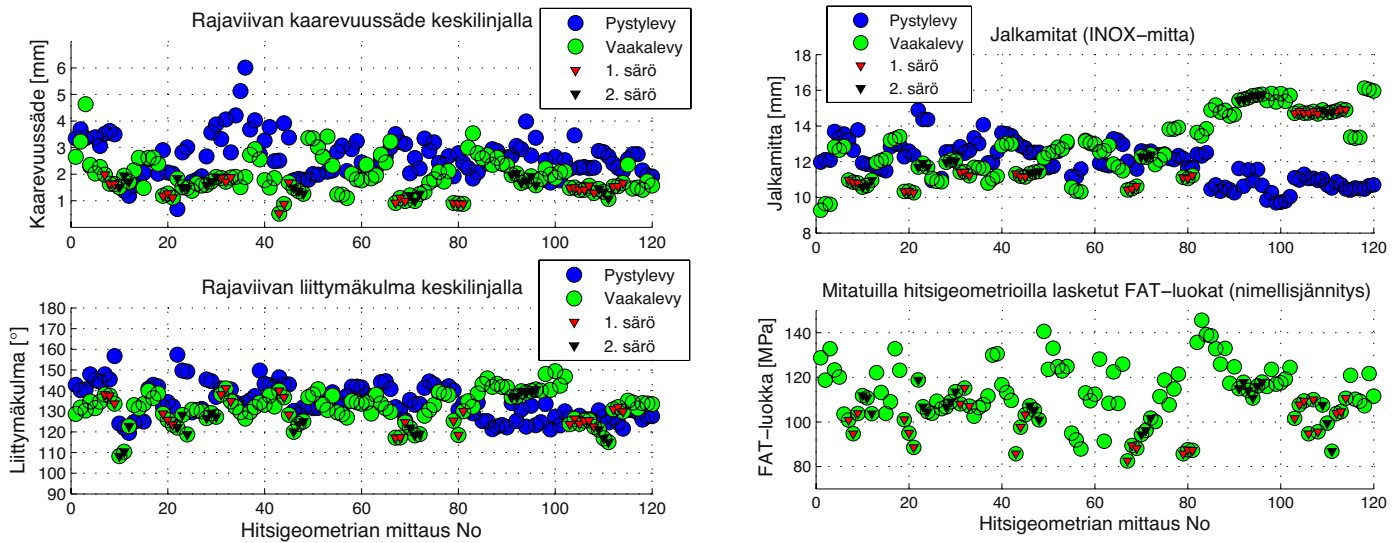 Rajaviivan kaarevuussäde keskilinjalla
Pystylevy
Vaakalevy
1. särö
2. särö
Kaarevuussäde [mm]
6
5
4
3
2
1
0 20 40 60 80 100 120
Jalkamitat (INOX−mitta)
Pystylevy
Vaakalevy
1. särö
2. särö
Jalkamitta [mm]
18
16
14
12
10
8
0 20 40 60 80 100 120
Rajaviivan liittymäkulma keskilinjalla
Pystylevy
Vaakalevy
1. särö
2. särö
Liittymäkulma [°]
180
170
160
150
140
130
120
110
100
90
0 20 40 60 80 100 120
Hitsigeometrian mittaus No
Mitatuilla hitsigeometrioilla lasketut FAT−luokat (nimellisjännitys)
FAT−luokka [MPa]
140
120
100
80
0 20 40 60 80 100 120
Hitsigeometrian mittaus No